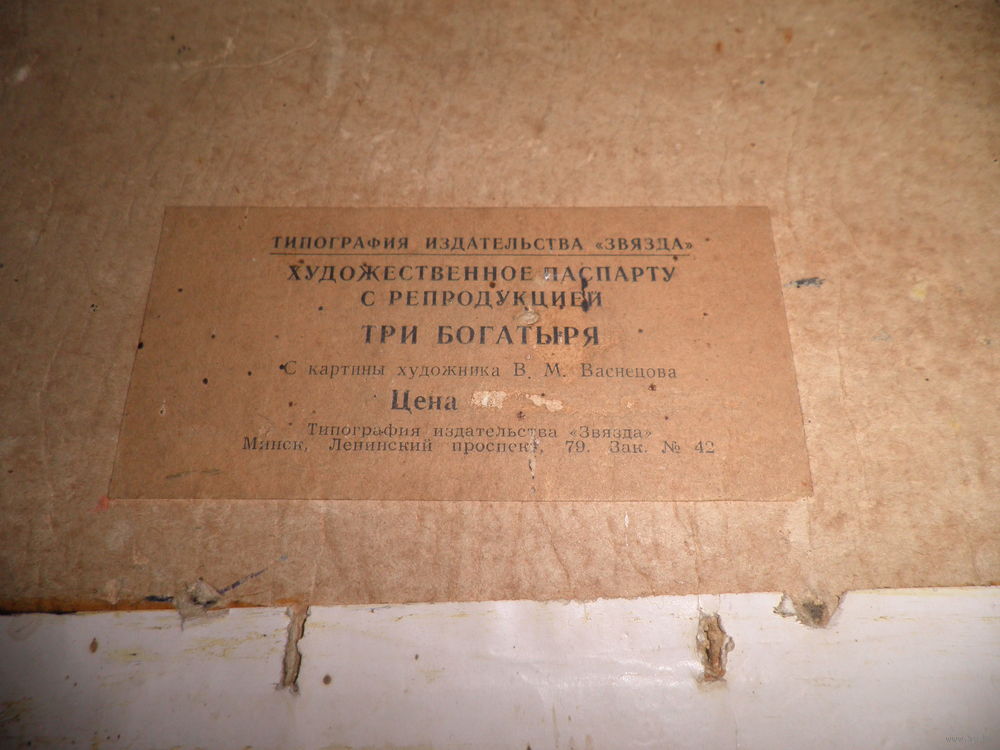 ТИПОГРАФИЯ ИЗДАТЕЛЬСТВА «ЗВЯЗДА»
ХУДОЖЕСТВЕННОЕ ПАСПАРТУ
С РЕПРОДУКЦИЕЙ
ТРИ БОГАТЫРЯ
С картины художника В. М. Васнецова
Цена
Типография издательства «Звязда»
Минск, Ленинский проспект, 79. Зак. № 42